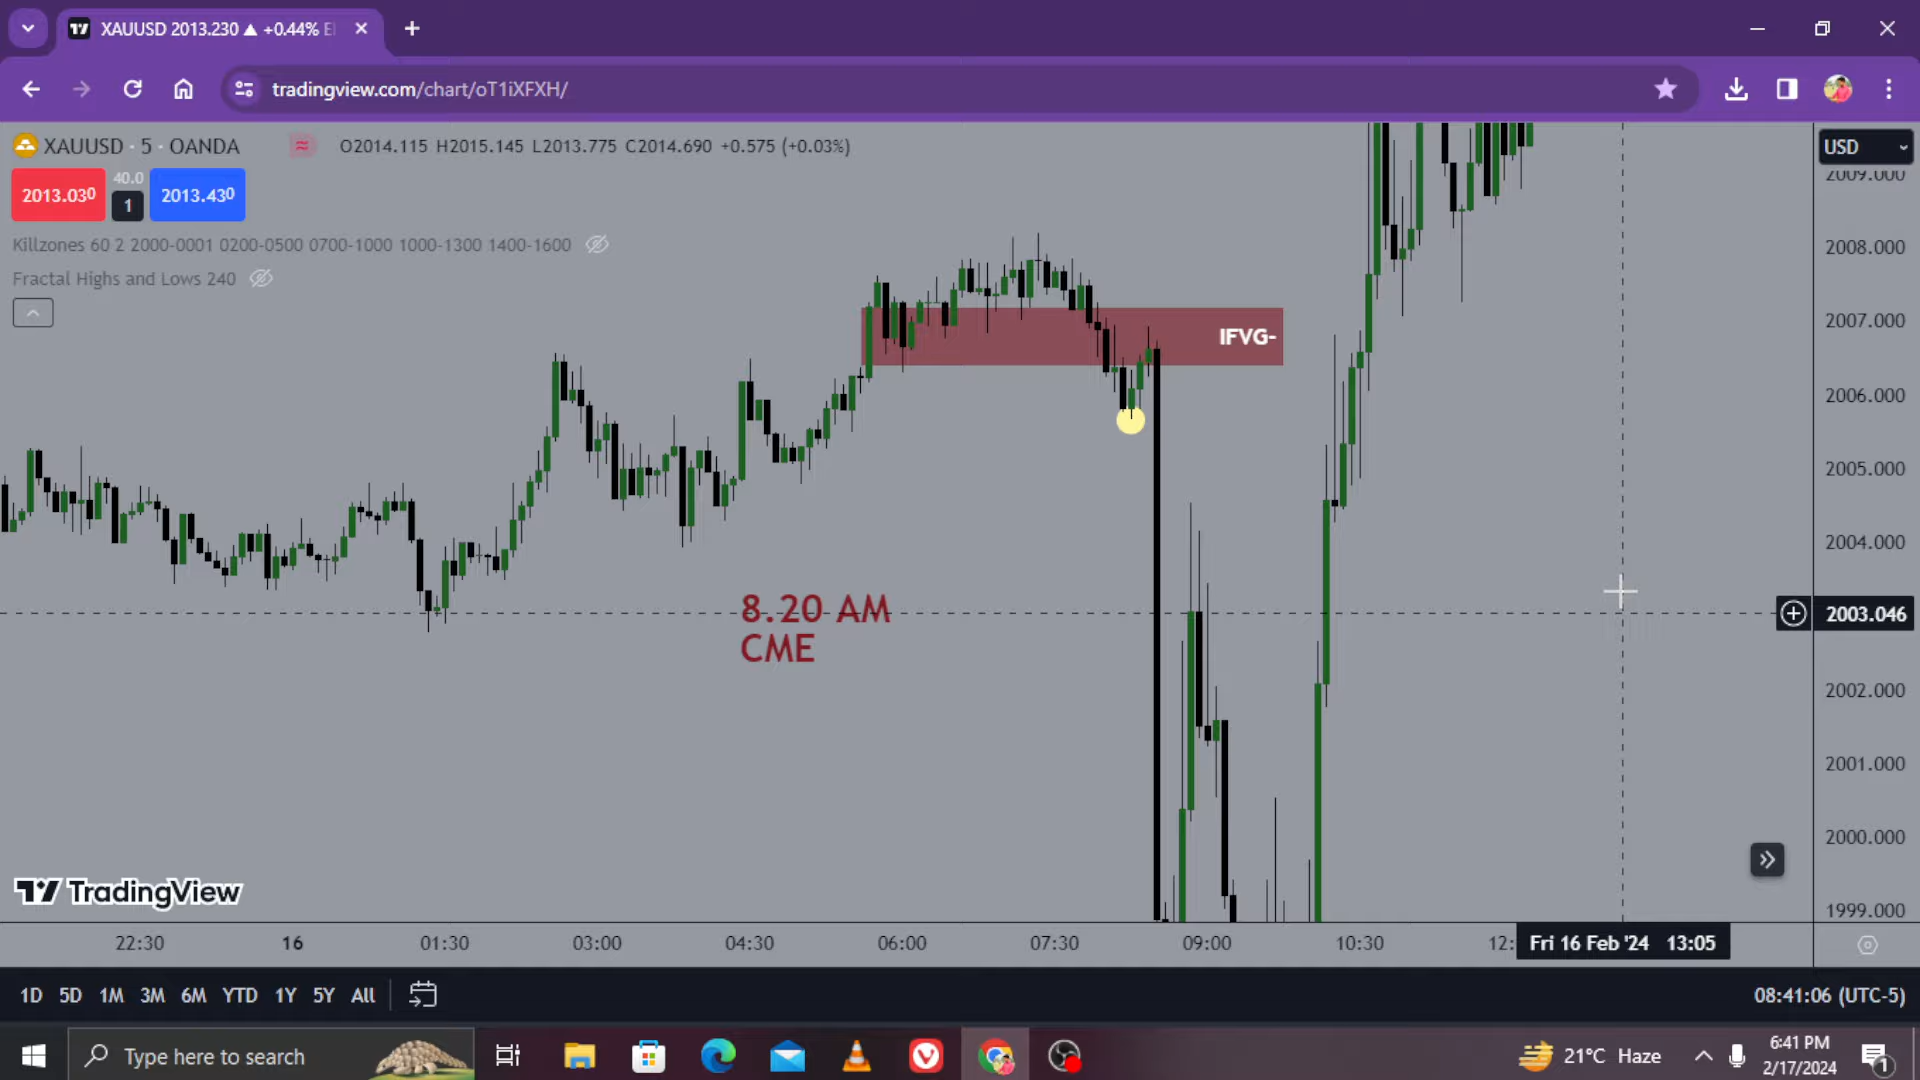 XAUUSD 2013.230 ▲ +0.44%
tradingview.com/chart/oT1iXFXH/
XAUUSD · 5 · OANDA O2014.115 H2015.145 L2013.775 C2014.690 +0.575 (+0.03%)
USD
2009.000
2013.030 40.0 1 2013.430
Killzones 60 2 2000-0001 0200-0500 0700-1000 1000-1300 1400-1600
2008.000
Fractal Highs and Lows 240
2007.000
IFVG-
2006.000
2005.000
2004.000
8.20 AM
CME
2003.046
2002.000
2001.000
2000.000
TradingView
1999.000
22:30 16 01:30 03:00 04:30 06:00 07:30 09:00 10:30 12: Fri 16 Feb '24 13:05
1D 5D 1M 3M 6M YTD 1Y 5Y All 08:41:06 (UTC-5)
Type here to search 21°C Haze 6:41 PM
2/17/2024 1